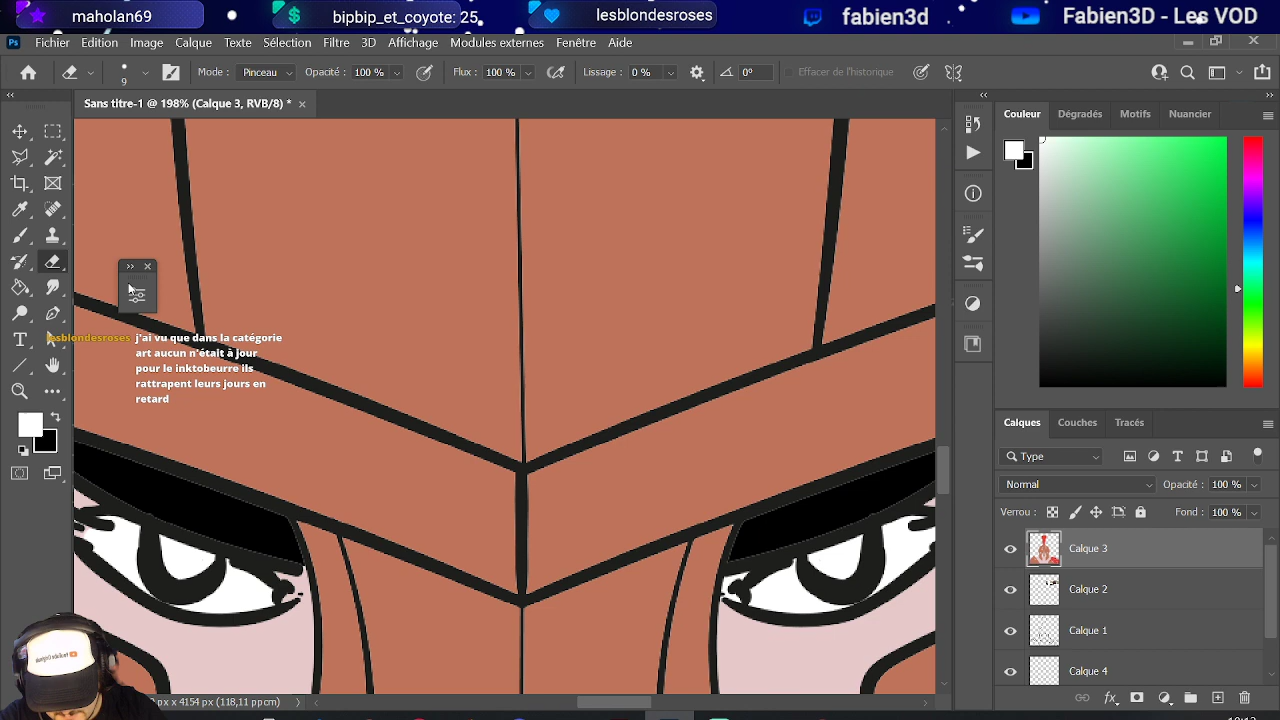 maholan69
bipbip_et_coyote: 25
lesblondesroses
fabien3d
Fabien3D - Les VOD
Ps
Fichier Edition Image Calque Texte Sélection Filtre 3D Affichage Modules externes Fenêtre Aide
9
Mode : Pinceau Opacité : 100 % Flux : 100 % Lissage : 0 % 0° Effacer de l'historique
Sans titre-1 @ 198% (Calque 3, RVB/8) *
Couleur Dégradés Motifs Nuancier
lesblondesroses j'ai vu que dans la catégorie
art aucun n'était à jour
pour le inktobeurre ils
rattrapent leurs jours en
retard
Calques Couches Tracés
Type
Normal Opacité : 100 %
Verrou : Fond : 100 %
Calque 3
Calque 2
Calque 1
Calque 4
px x 4154 px (118,11 ppcm)